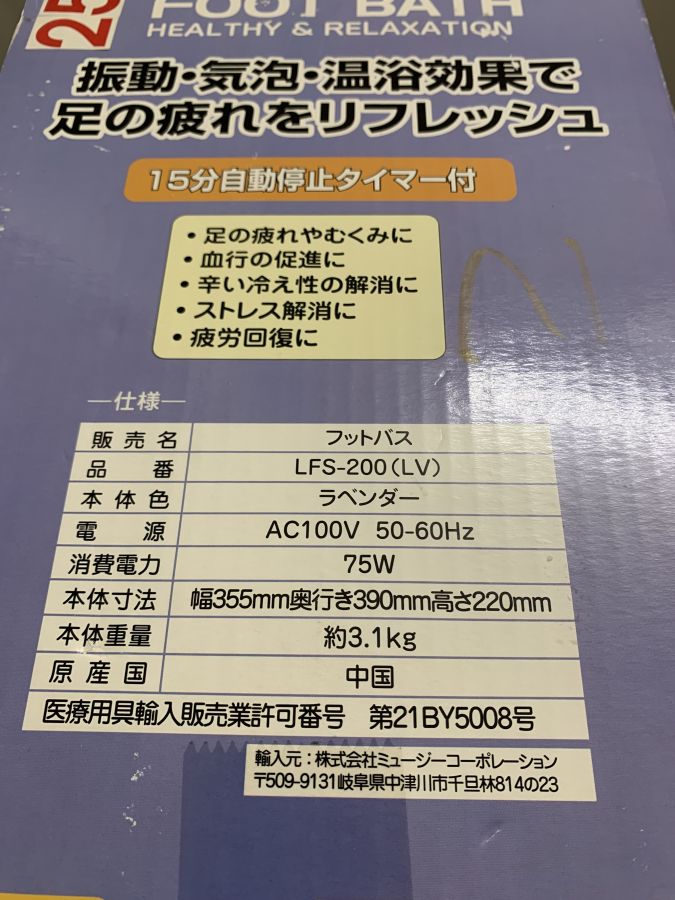 25
FOOT BATH
HEALTHY & RELAXATION
振動・気泡・温浴効果で
足の疲れをリフレッシュ
15分自動停止タイマー付
・足の疲れやむくみに
・血行の促進に
・辛い冷え性の解消に
・ストレス解消に
・疲労回復に
―仕様―
販売名 フットバス
品番 LFS-200(LV)
本体色 ラベンダー
電源 AC100V 50-60Hz
消費電力 75W
本体寸法 幅355mm奥行き390mm高さ220mm
本体重量 約3.1kg
原産国 中国
医療用具輸入販売業許可番号 第21BY5008号
輸入元:株式会社ミュージーコーポレーション
〒509-9131岐阜県中津川市千旦林814の23